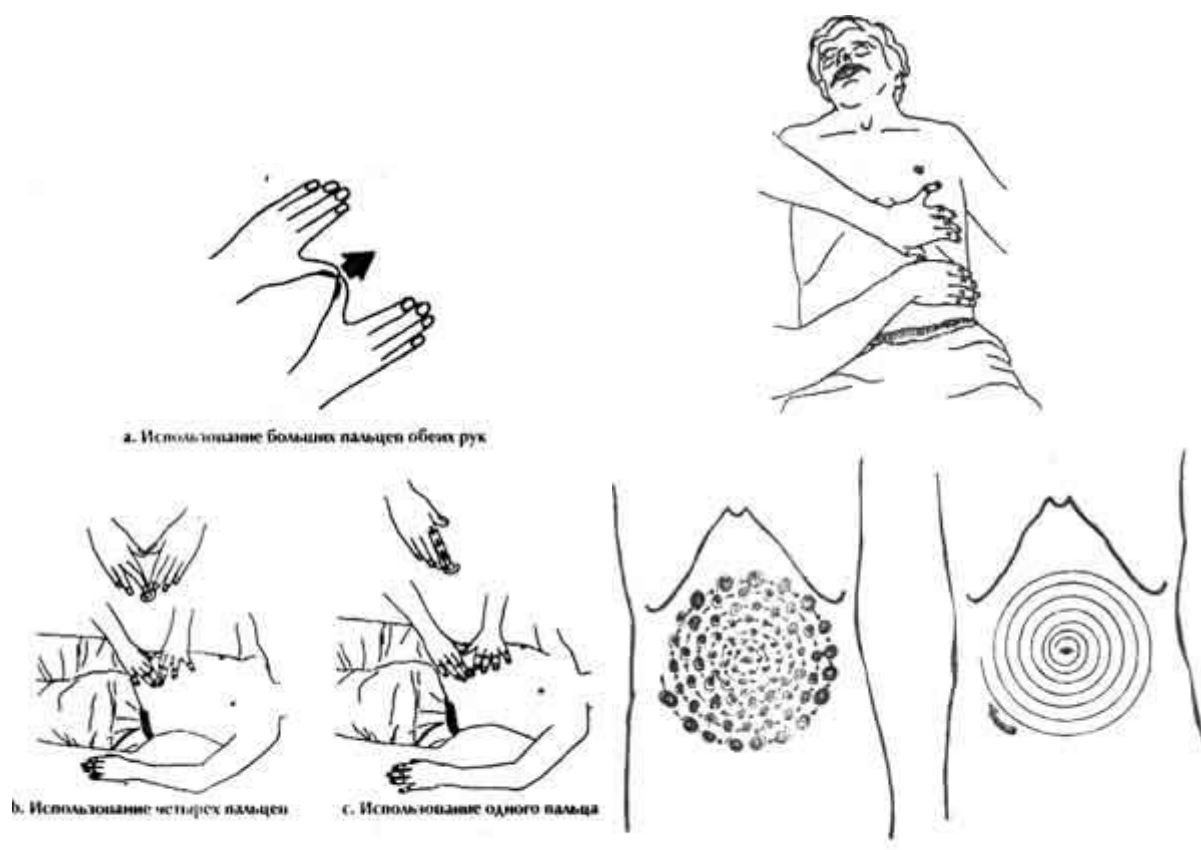 а. Использование больших пальцев обеих рук
b. Использование четырех пальцев
c. Использование одного пальца